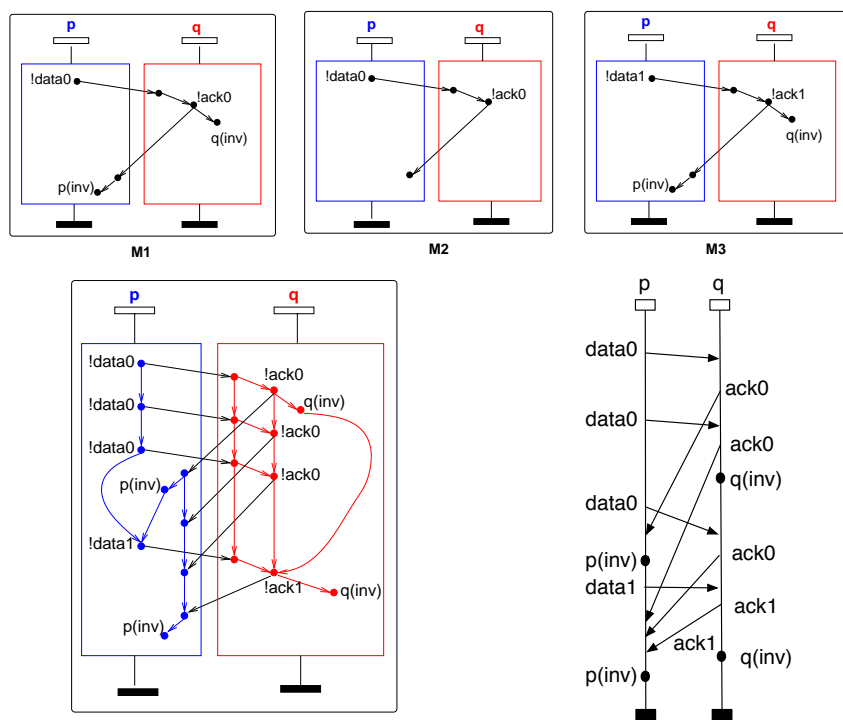 p
q
!data0
!ack0
q(inv)
p(inv)
M1
p
q
!data0
!ack0
M2
p
q
!data1
!ack1
q(inv)
p(inv)
M3
p
q
!data0
!ack0
q(inv)
!data0
!ack0
!data0
!ack0
p(inv)
!data1
!ack1
q(inv)
p(inv)
p
q
data0
ack0
data0
ack0
q(inv)
data0
ack0
p(inv)
data1
ack1
ack1
q(inv)
p(inv)